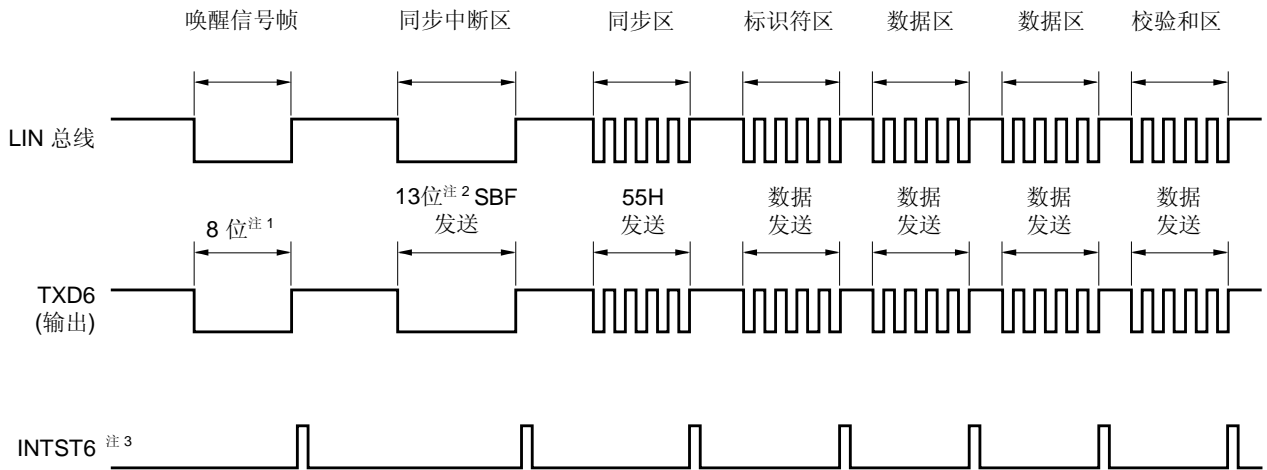 唤醒信号帧 同步中断区 同步区 标识符区 数据区 数据区 校验和区
LIN 总线
8 位注 1 13位注 2 SBF 55H 数据 数据 数据 数据
发送 发送 发送 发送 发送 发送
TXD6
(输出)
INTST6 注 3